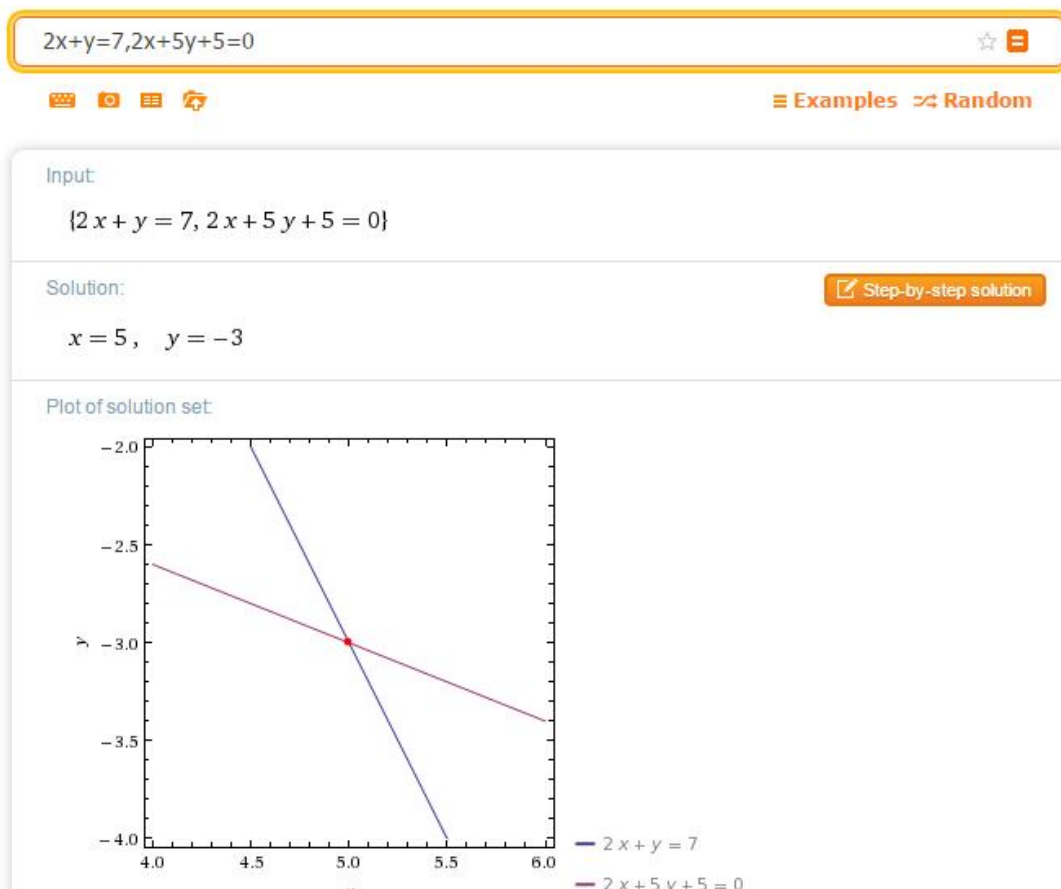 2x+y=7,2x+5y+5=0
Examples Random
Input:
{2 x + y = 7, 2 x + 5 y + 5 = 0}
Solution:
Step-by-step solution
x = 5 , y = −3
Plot of solution set:
−2.0
−2.5
y −3.0
−3.5
−4.0
4.0 4.5 5.0 5.5 6.0
2 x + y = 7
2 x + 5 y + 5 = 0